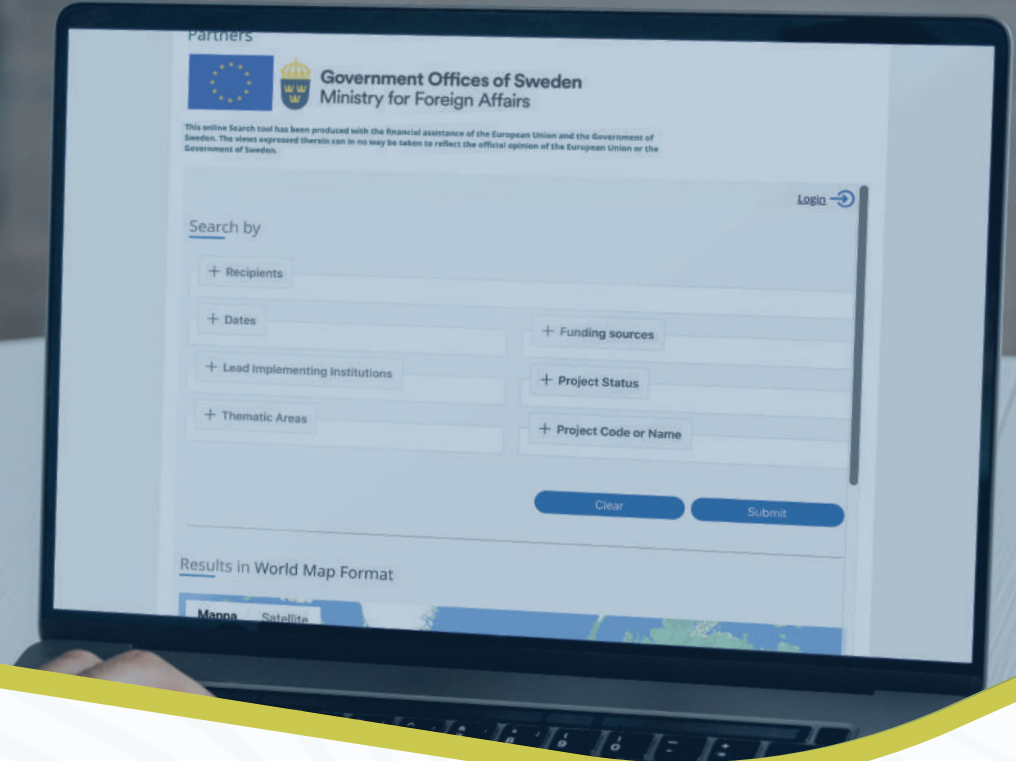 Partners
Government Offices of Sweden
Ministry for Foreign Affairs
This online Search tool has been produced with the financial assistance of the European Union and the Government of
Sweden. The views expressed therein can in no way be taken to reflect the official opinion of the European Union or the
Government of Sweden.
Login
Search by
+ Recipients
+ Dates
+ Funding sources
+ Lead Implementing Institutions
+ Project Status
+ Thematic Areas
+ Project Code or Name
Clear
Submit
Results in World Map Format
Mappa
Satellite